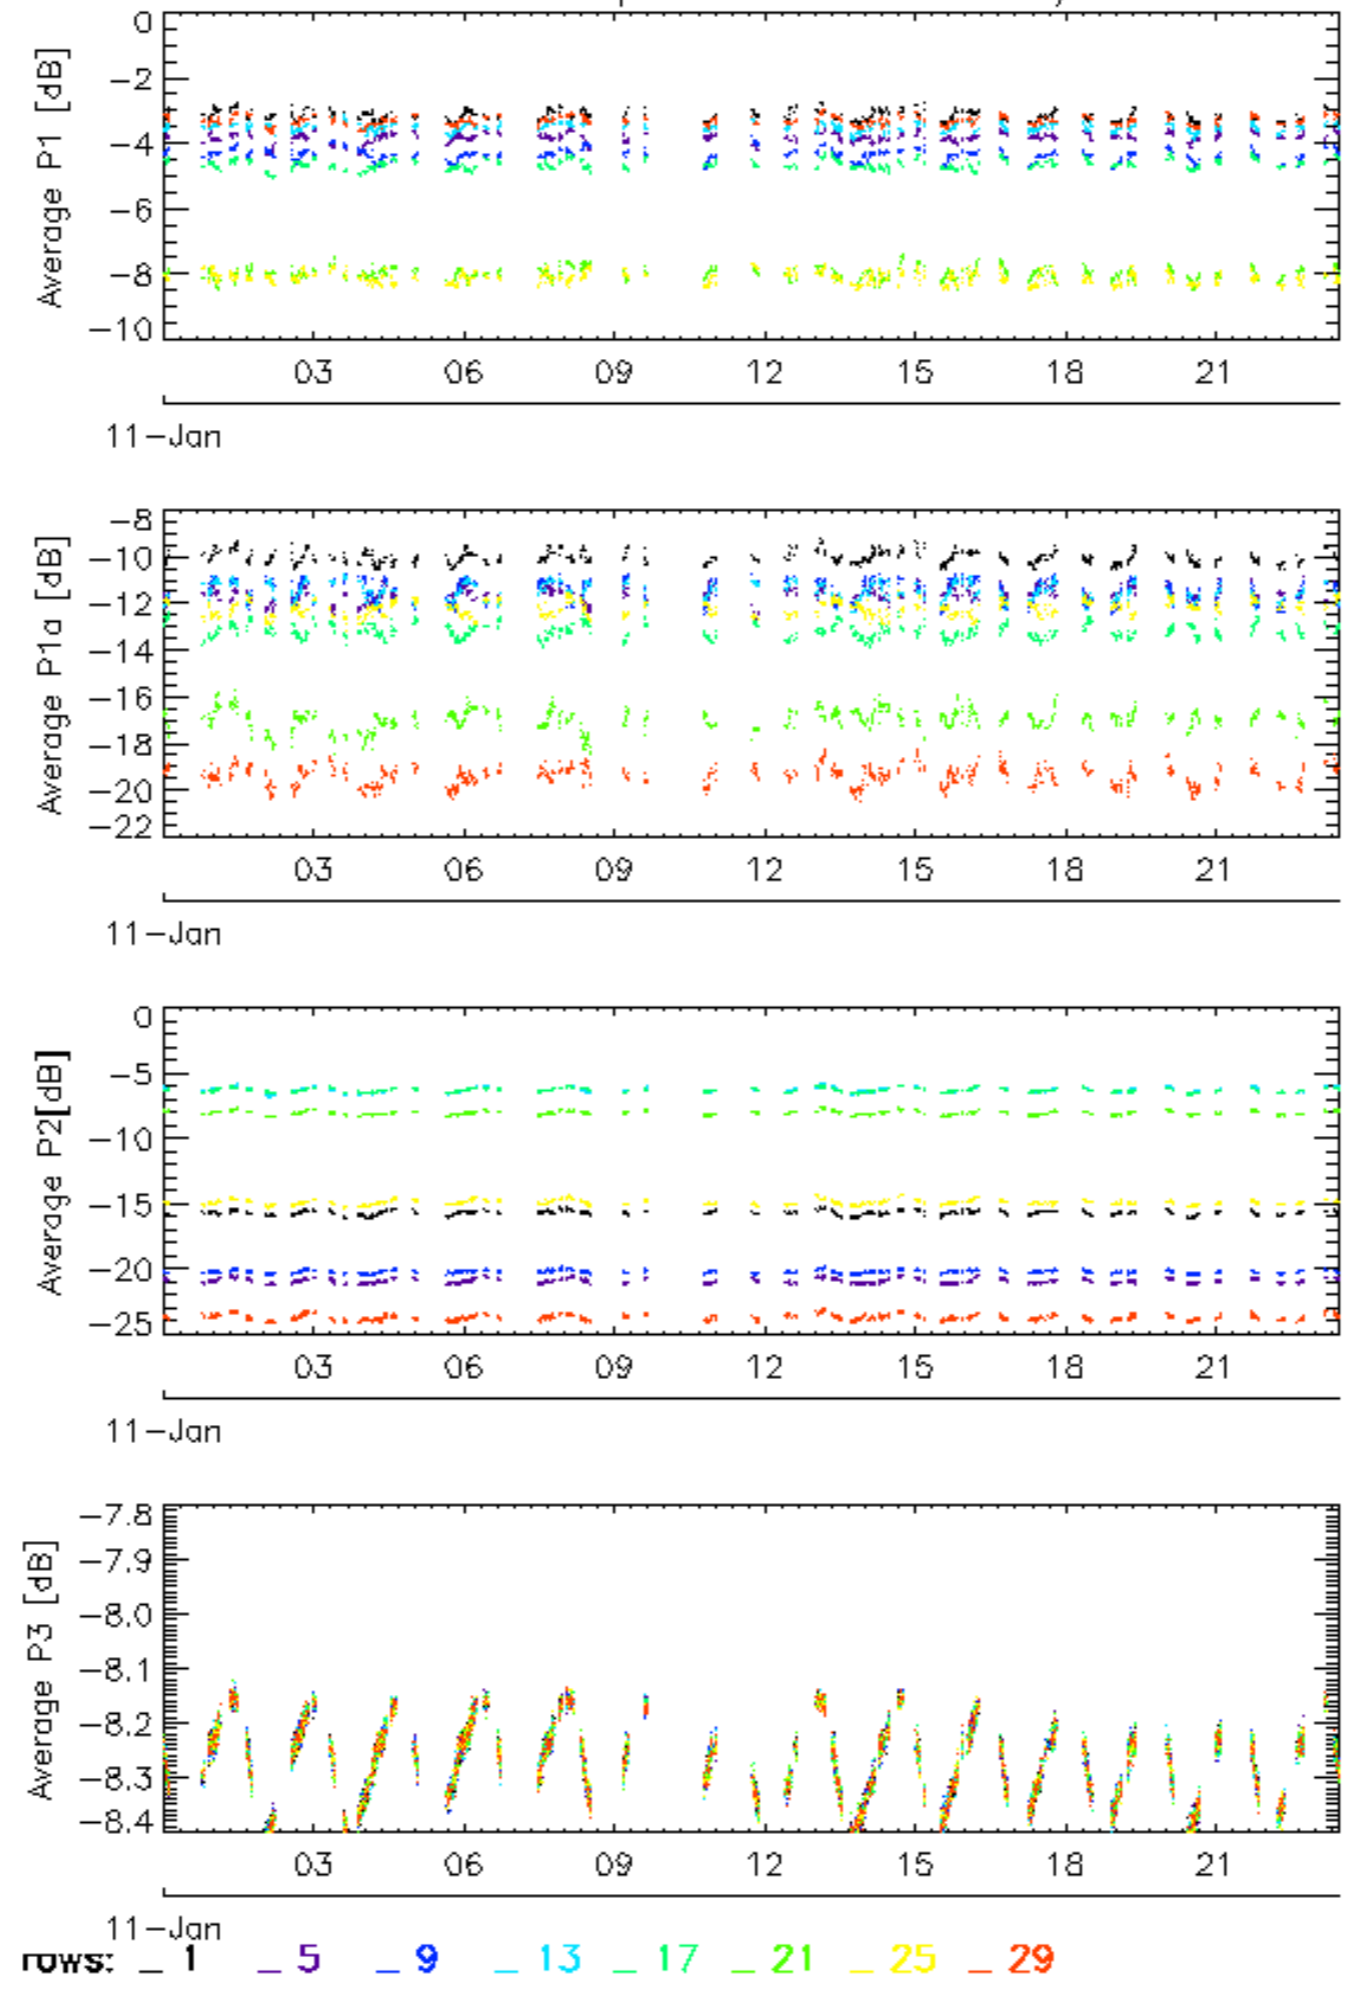 0
-2
-4
-6
-8
-10
Average P1 [dB]
03 06 09 12 15 18 21
11-Jan
-8
-10
-12
-14
-16
-18
-20
-22
Average P1a [dB]
03 06 09 12 15 18 21
11-Jan
0
-5
-10
-15
-20
-25
Average P2[dB]
03 06 09 12 15 18 21
11-Jan
-7.8
-7.9
-8.0
-8.1
-8.2
-8.3
-8.4
Average P3 [dB]
03 06 09 12 15 18 21
11-Jan
rows: _ 1 _ 5 _ 9 _ 13 _ 17 _ 21 _ 25 _ 29